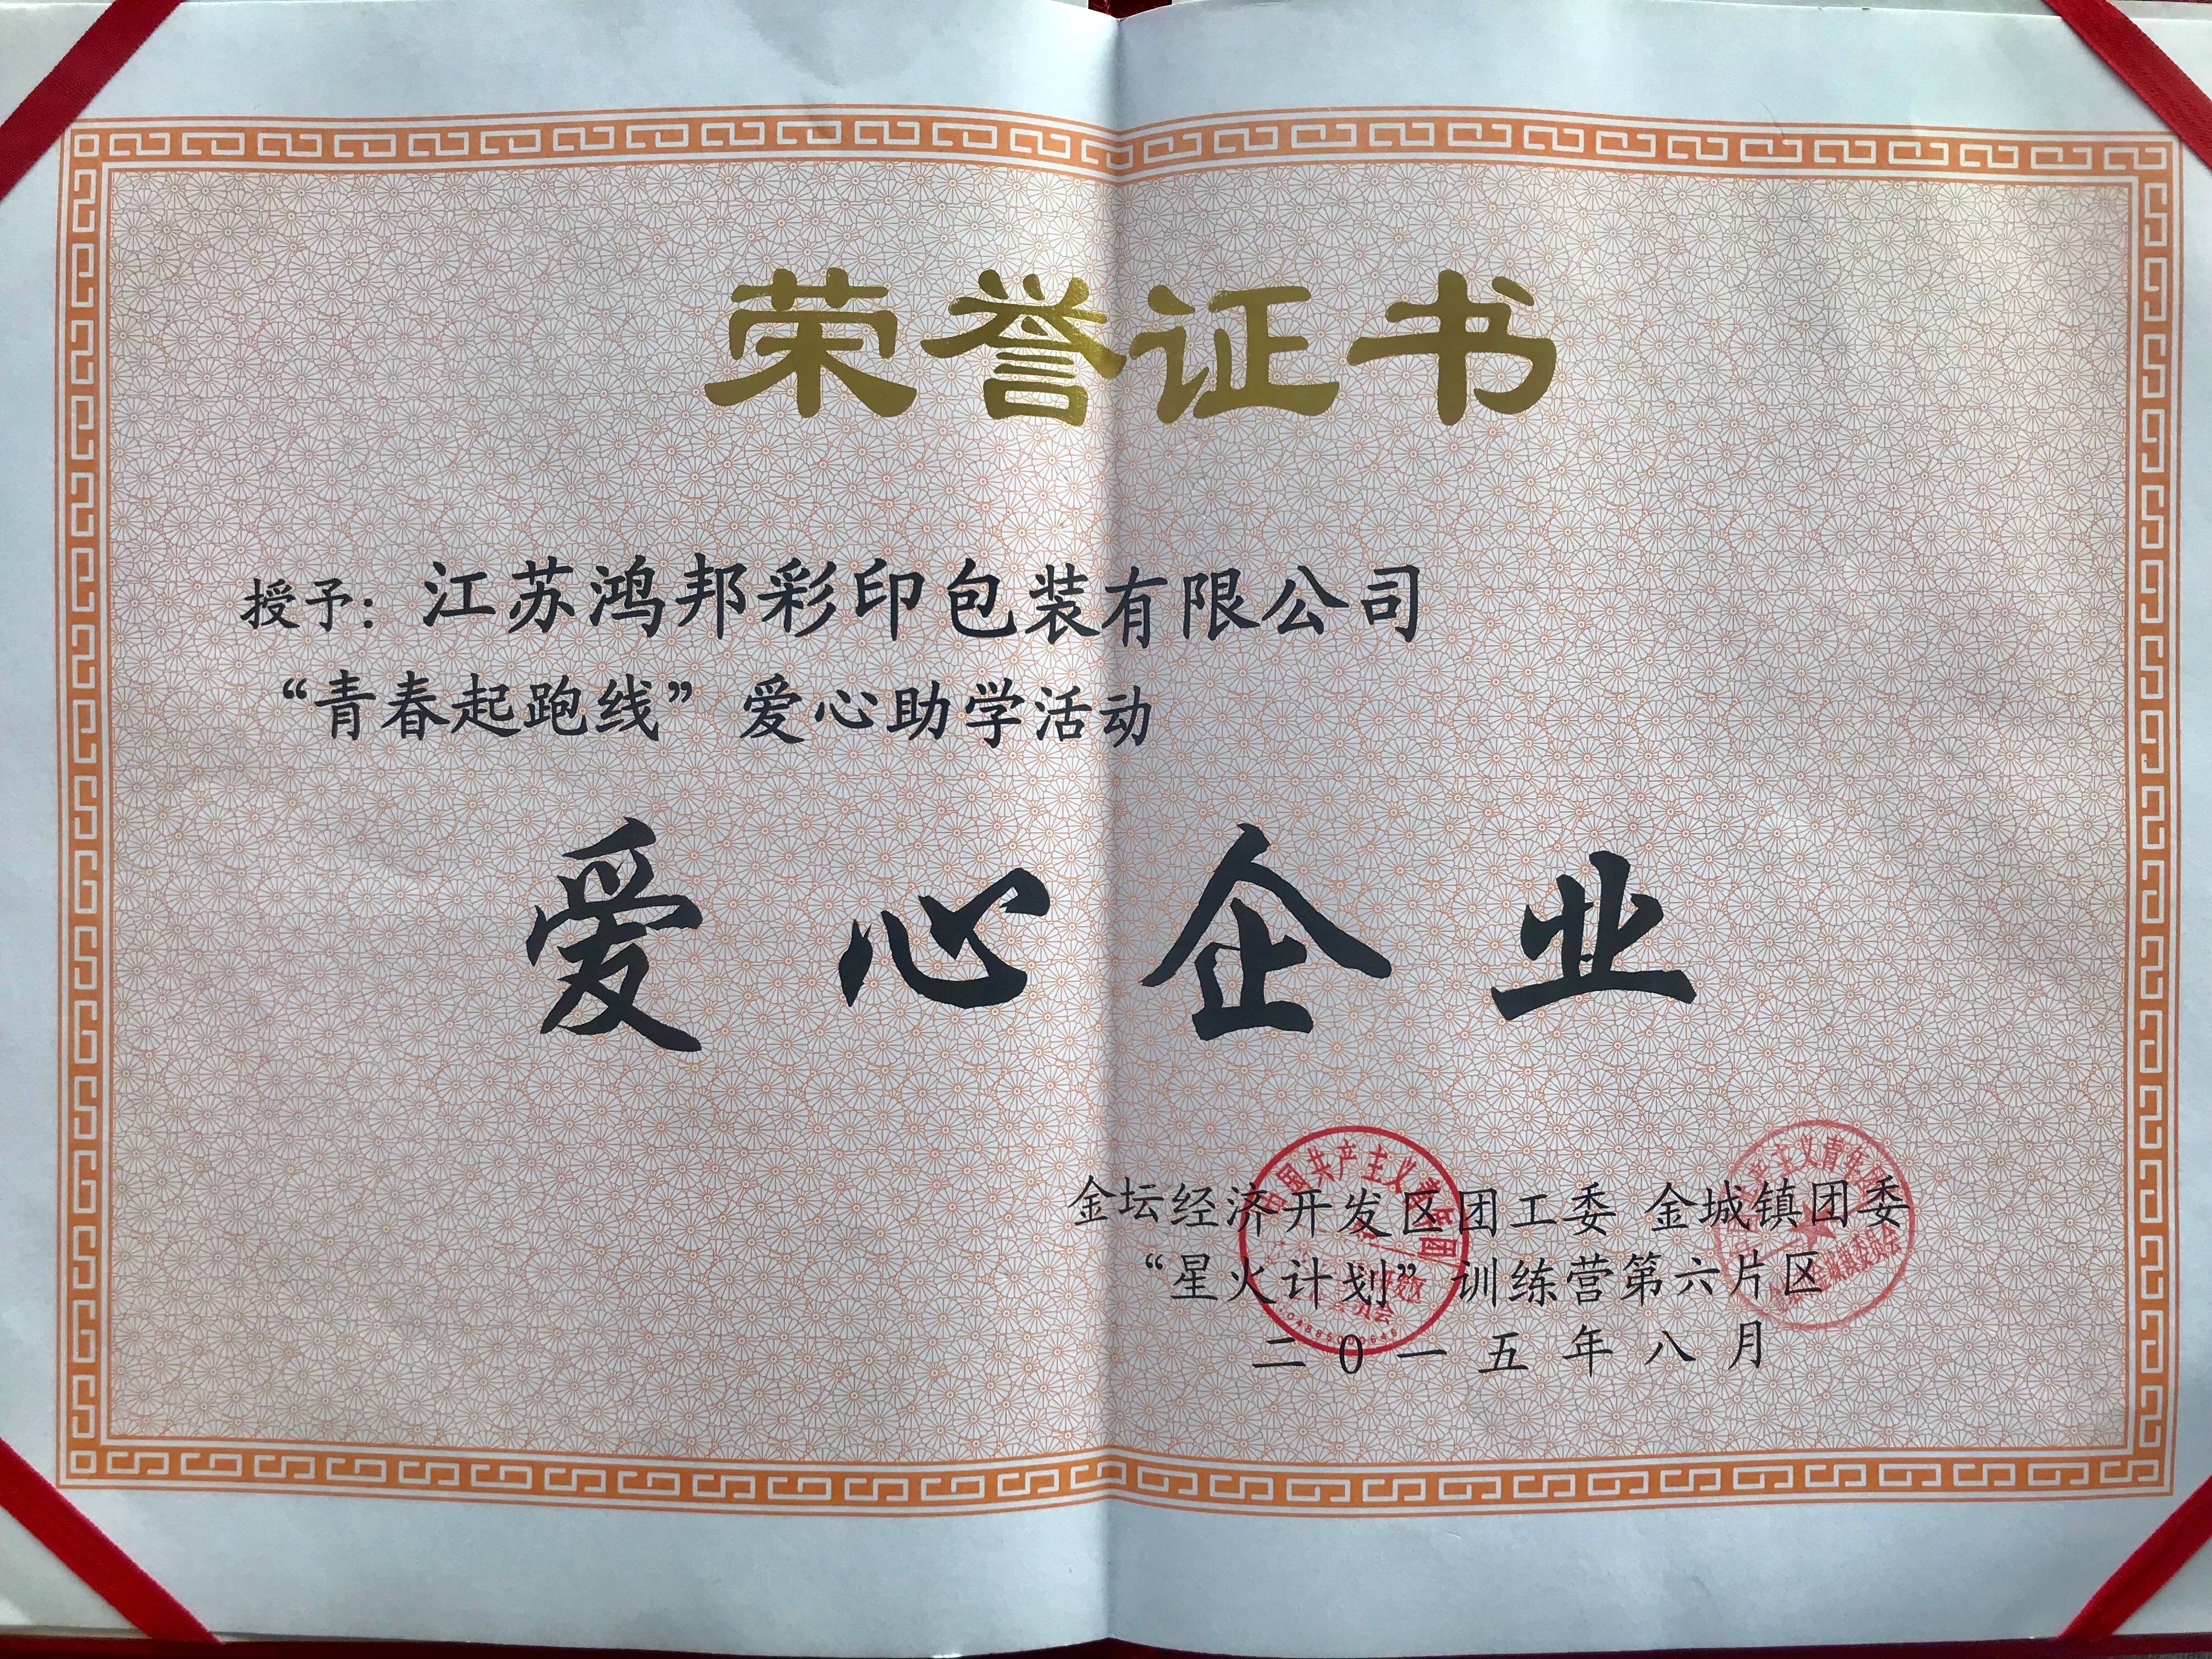 荣誉证书
授予：江苏鸿邦彩印包装有限公司
“青春起跑线”爱心助学活动
爱心企业
金坛经济开发区团工委 金城镇团委
“星火计划”训练营第六片区
二0一五年八月